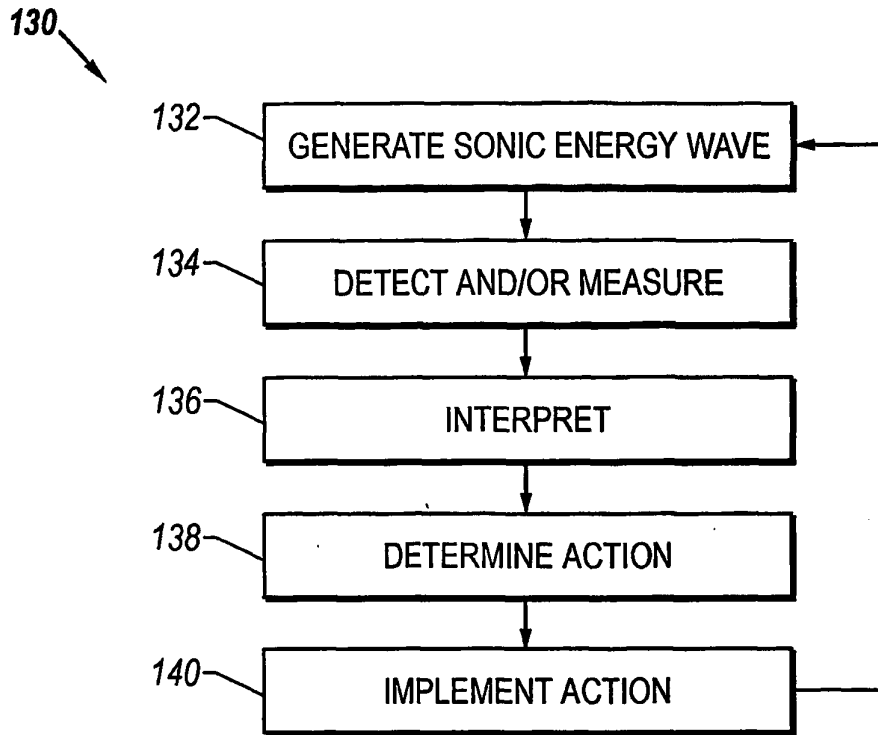 130
132
GENERATE SONIC ENERGY WAVE
134
DETECT AND/OR MEASURE
136
INTERPRET
138
DETERMINE ACTION
140
IMPLEMENT ACTION